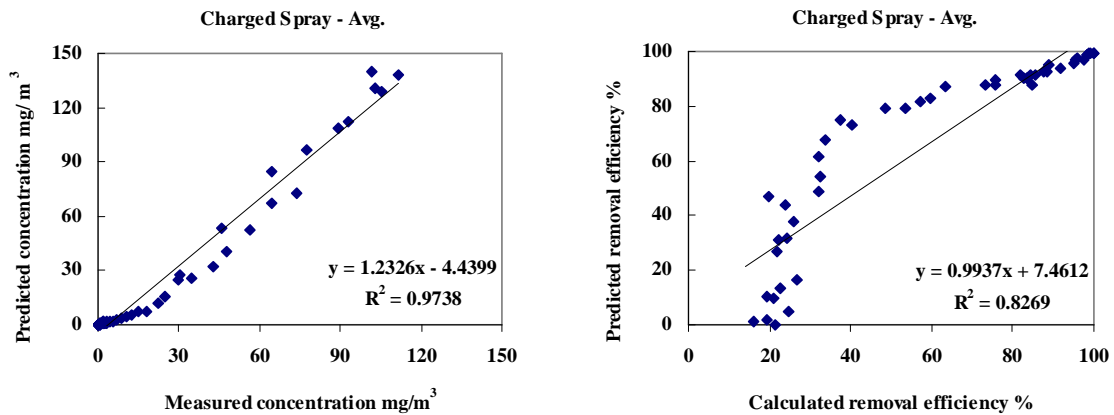 Charged Spray - Avg.
Predicted concentration mg/ m³
150
120
90
60
30
0
y = 1.2326x - 4.4399
R² = 0.9738
0 30 60 90 120 150
Measured concentration mg/m³
Charged Spray - Avg.
Predicted removal efficiency %
100
80
60
40
20
0
y = 0.9937x + 7.4612
R² = 0.8269
0 20 40 60 80 100
Calculated removal efficiency %